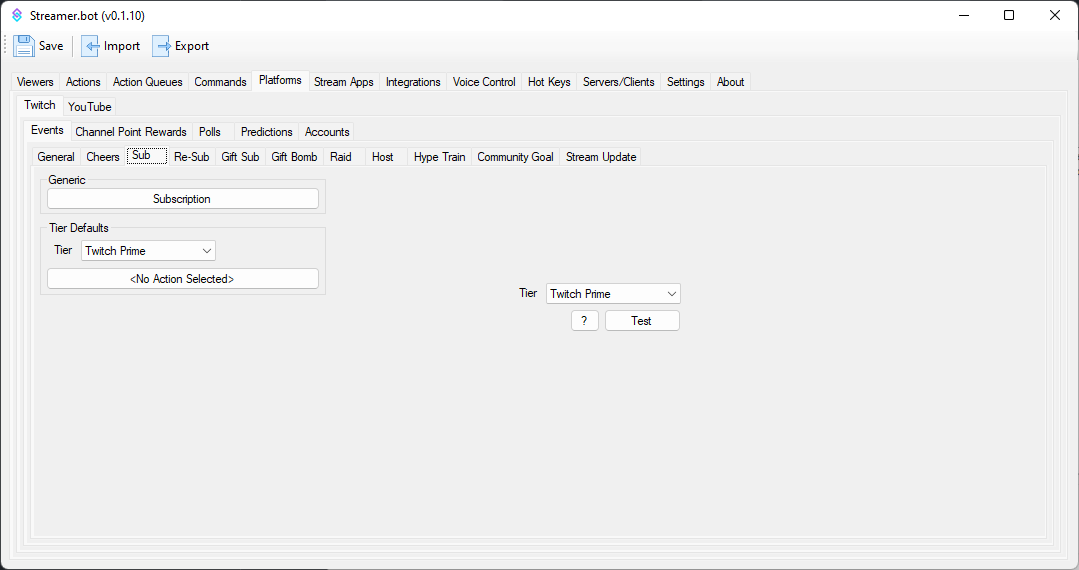 Streamer.bot (v0.1.10)
Save Import Export
Viewers Actions Action Queues Commands Platforms Stream Apps Integrations Voice Control Hot Keys Servers/Clients Settings About
Twitch YouTube
Events Channel Point Rewards Polls Predictions Accounts
General Cheers Sub Re-Sub Gift Sub Gift Bomb Raid Host Hype Train Community Goal Stream Update
Generic
Subscription
Tier Defaults
Tier Twitch Prime
<No Action Selected>
Tier Twitch Prime
? Test